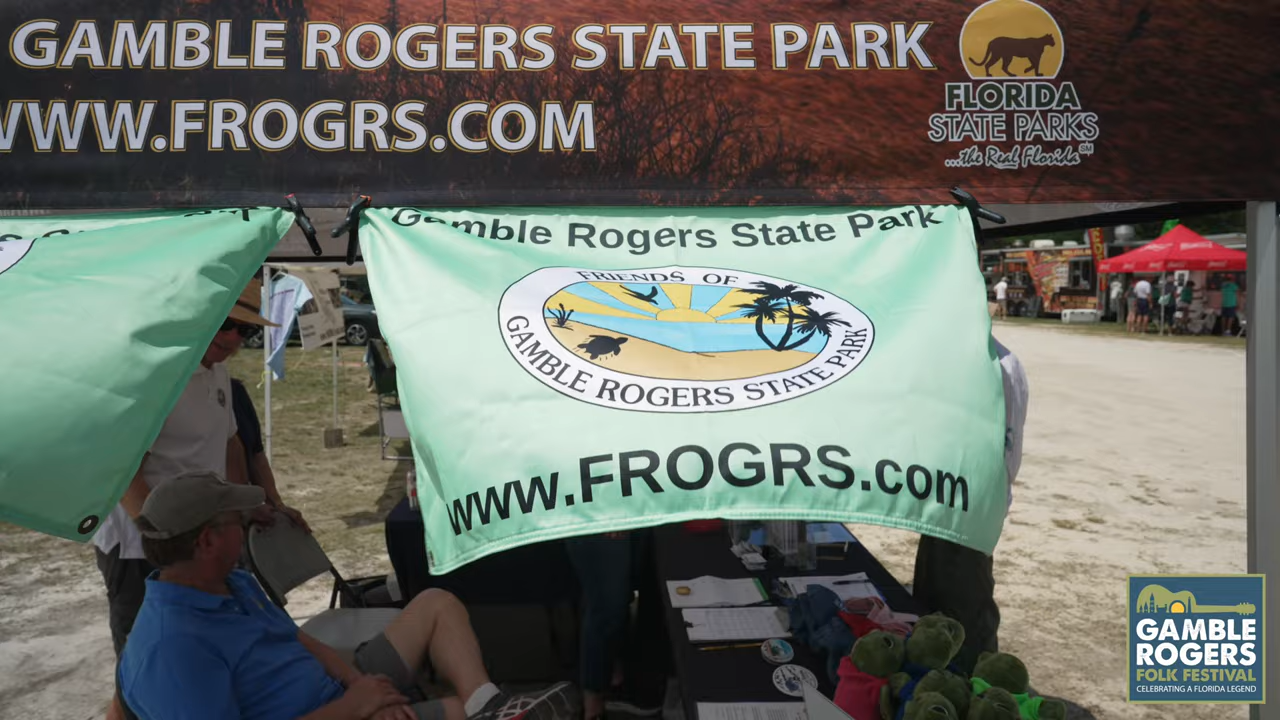 GAMBLE ROGERS STATE PARK
WWW.FROGRS.COM
FLORIDA
STATE PARKS
...the Real Florida SM
Gamble Rogers State Park
FRIENDS OF
GAMBLE ROGERS STATE PARK
www.FROGRS.com
GAMBLE
ROGERS
FOLK FESTIVAL
CELEBRATING A FLORIDA LEGEND